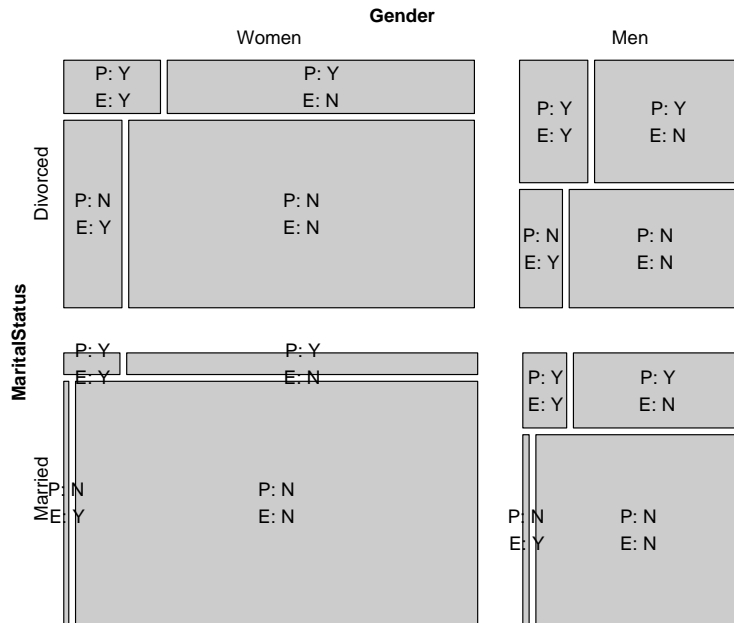 Gender
Women Men
MaritalStatus
Divorced
P: Y
E: Y
P: Y
E: N
P: Y
E: Y
P: Y
E: N
P: N
E: Y
P: N
E: N
P: N
E: Y
P: N
E: N
Married
P: Y
E: Y
P: Y
E: N
P: Y
E: Y
P: Y
E: N
P: N
E: Y
P: N
E: N
P: N
E: Y
P: N
E: N